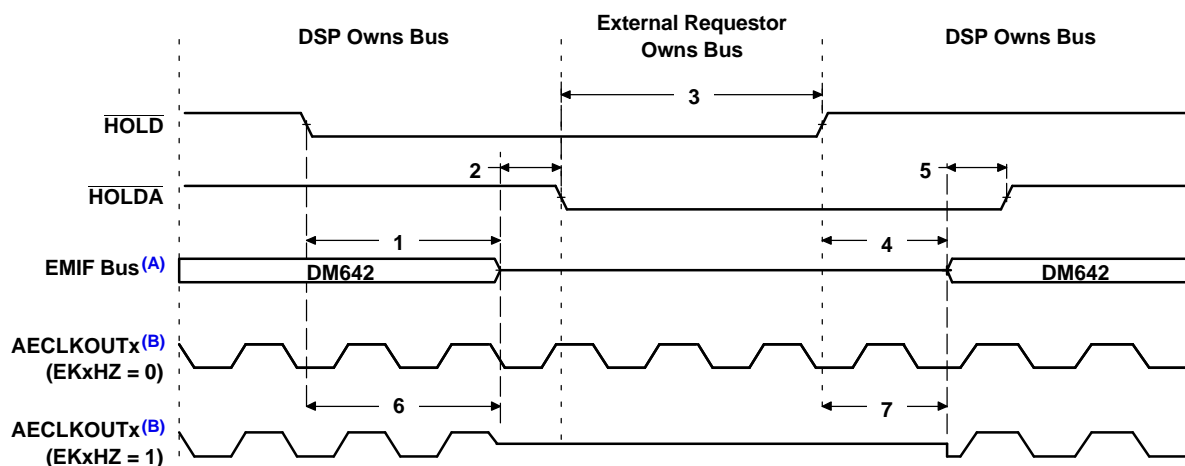 DSP Owns Bus
External Requestor
Owns Bus
DSP Owns Bus
3
HOLD
2
5
HOLDA
1
4
EMIF Bus(A)
DM642
DM642
AECLKOUTx(B)
(EKxHZ = 0)
6
7
AECLKOUTx(B)
(EKxHZ = 1)